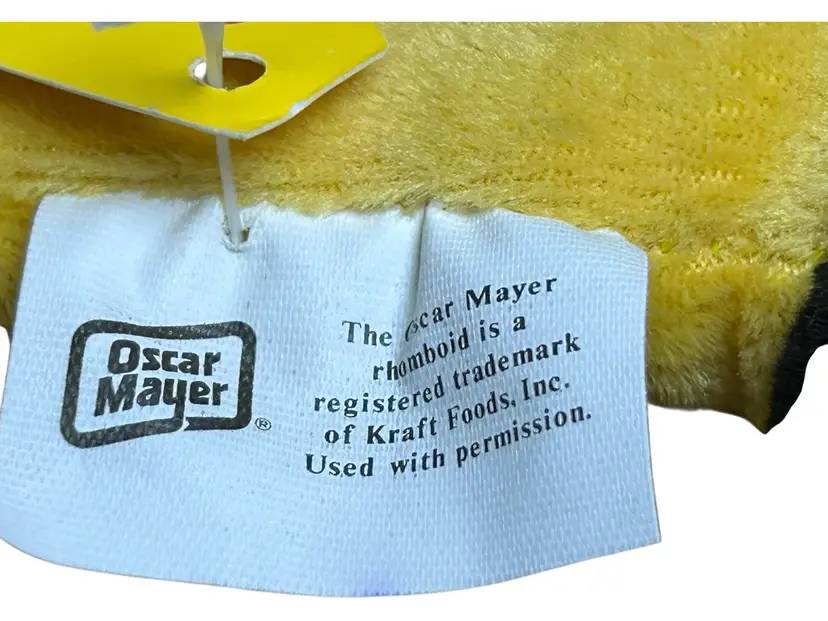 Oscar
Mayer
®
The Oscar Mayer
rhomboid is a
registered trademark
of Kraft Foods, Inc.
Used with permission.